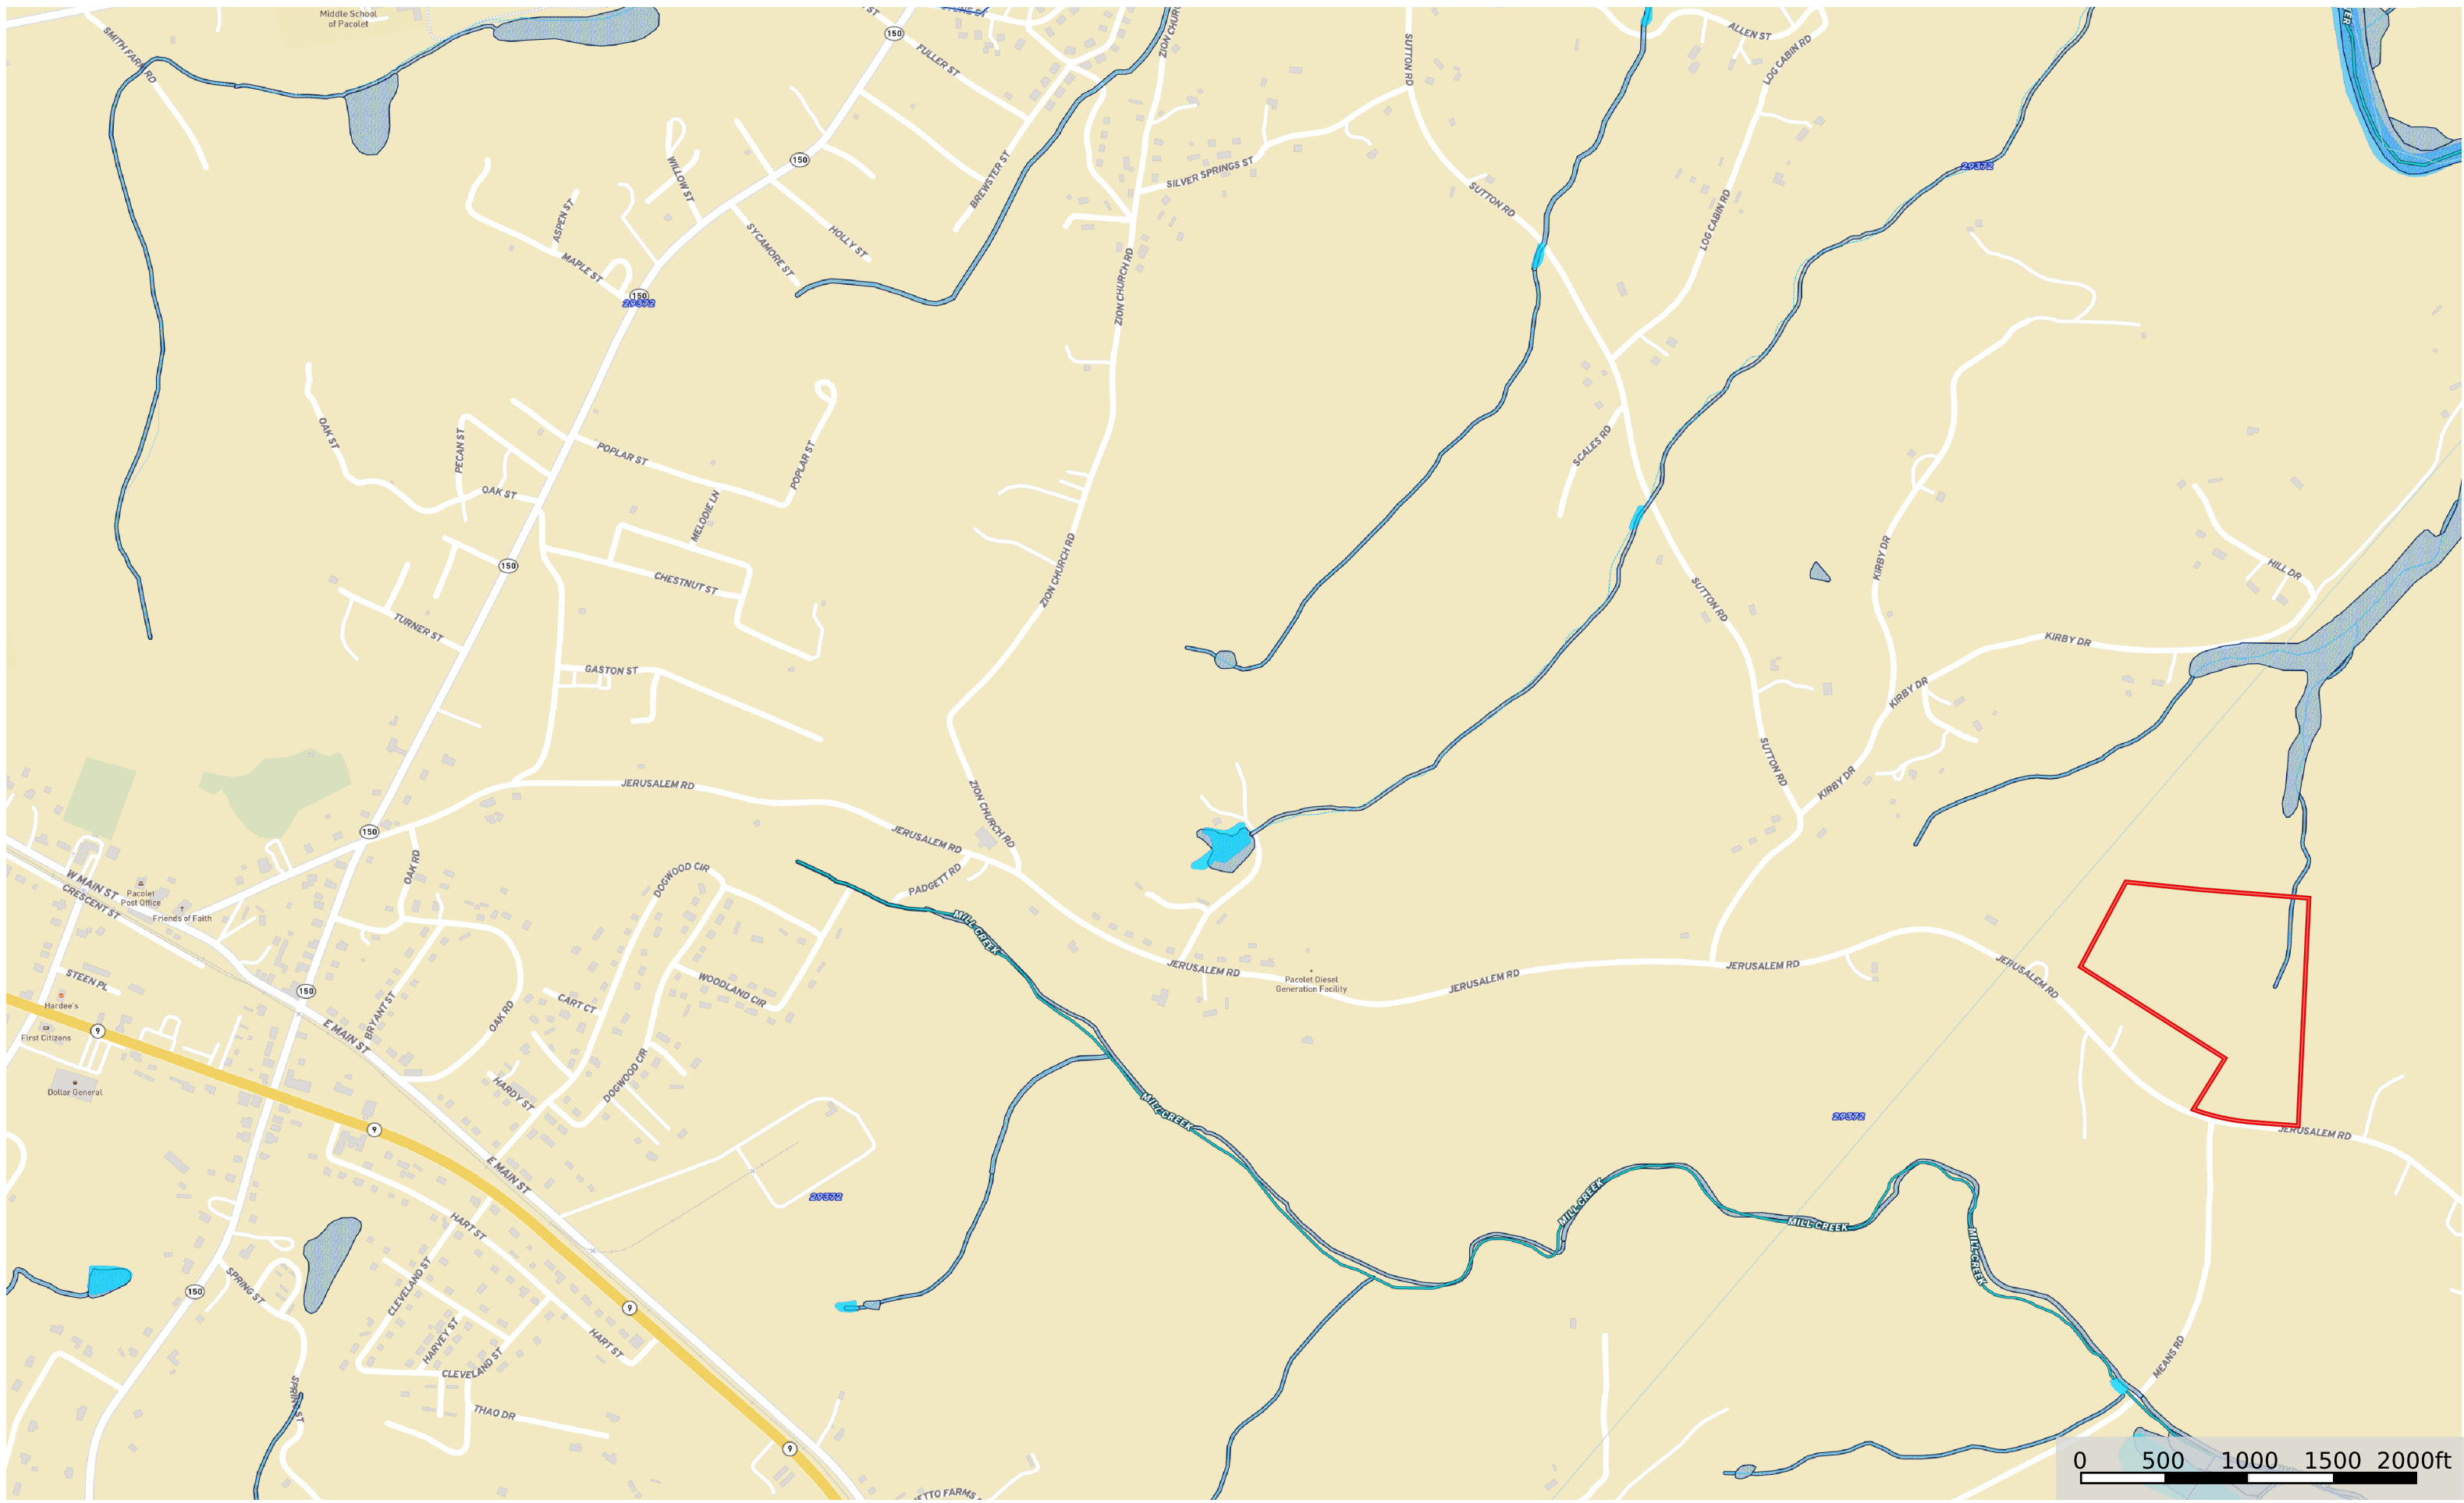 Middle School
of Pacolet
SMITH FARM RD
150
FULLER ST
ZION CHURCH
SUTTON RD
ALLEN ST
LOG CABIN RD
150
WILLOW ST
BREWSTER ST
SILVER SPRINGS ST
29372
SUTTON RD
LOG CABIN RD
ASPEN ST
MAPLE ST
SYCAMORE ST
HOLLY ST
150
29372
ZION CHURCH RD
OAK ST
PECAN ST
POPLAR ST
POPLAR ST
SCALES RD
OAK ST
MELODIE LN
150
CHESTNUT ST
ZION CHURCH RD
KIRBY DR
HILL DR
SUTTON RD
TURNER ST
KIRBY DR
GASTON ST
KIRBY DR
SUTTON RD
KIRBY DR
JERUSALEM RD
ZION CHURCH RD
150
JERUSALEM RD
OAK RD
DOGWOOD CIR
PADGETT RD
W MAIN ST
CRESCENT ST
Pacolet
Post Office
Friends of Faith
MILL CREEK
JERUSALEM RD
Pacolet Diesel
Generation Facility
JERUSALEM RD
JERUSALEM RD
JERUSALEM RD
STEEN PL
WOODLAND CIR
150
Hardee's
CART CT
OAK RD
BRYANT ST
E MAIN ST
9
First Citizens
DOGWOOD CIR
HARDY ST
Dollar General
MILL CREEK
29372
9
JERUSALEM RD
E MAIN ST
29372
MILL CREEK
MILL CREEK
MILL CREEK
HART ST
CLEVELAND ST
SPRING ST
150
9
HARVEY ST
HART ST
CLEVELAND ST
MEANS RD
SPRING ST
THAO DR
9
ETTO FARMS
0 500 1000 1500 2000ft